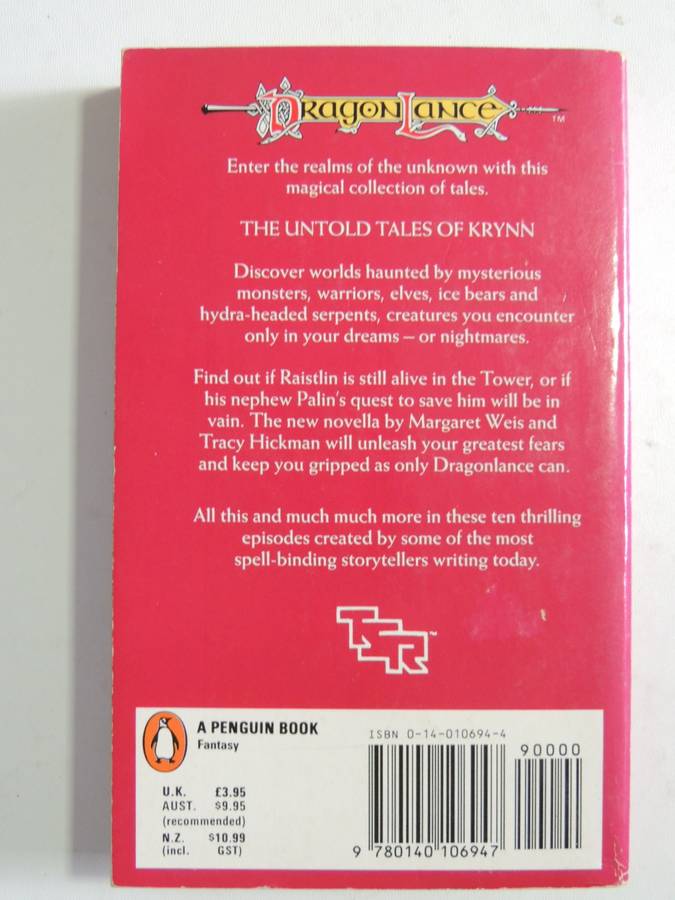 DRAGONLANCE
TM
Enter the realms of the unknown with this
magical collection of tales.
THE UNTOLD TALES OF KRYNN
Discover worlds haunted by mysterious
monsters, warriors, elves, ice bears and
hydra-headed serpents, creatures you encounter
only in your dreams – or nightmares.
Find out if Raistlin is still alive in the Tower, or if
his nephew Palin's quest to save him will be in
vain. The new novella by Margaret Weis and
Tracy Hickman will unleash your greatest fears
and keep you gripped as only Dragonlance can.
All this and much much more in these ten thrilling
episodes created by some of the most
spell-binding storytellers writing today.
TSR ™
A PENGUIN BOOK
Fantasy
U.K. £3.95
AUST. $9.95
(recommended)
N.Z. $10.99
(incl. GST)
ISBN 0-14-010694-4
90000
9 780140 106947